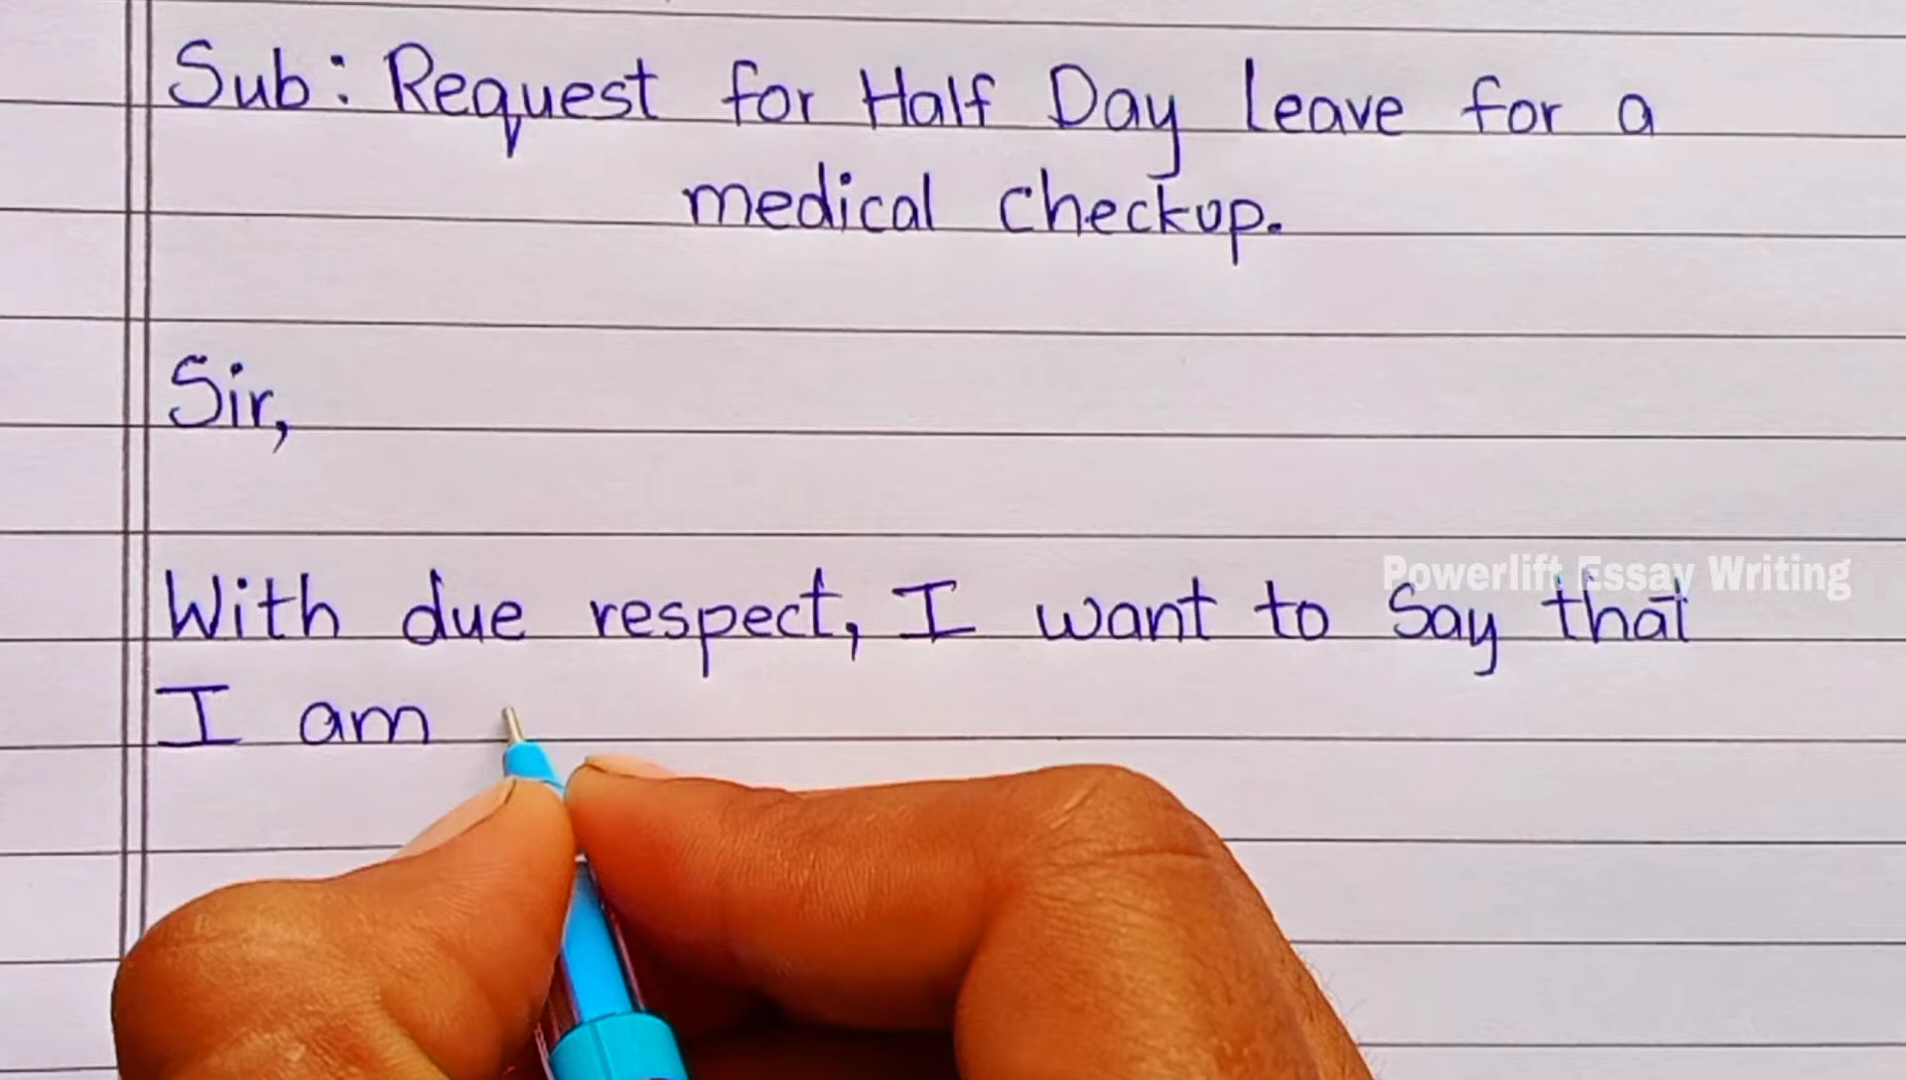 Sub: Request for Half Day Leave for a
medical checkup.
Sir,
Powerlift Essay Writing
With due respect, I want to say that
I am